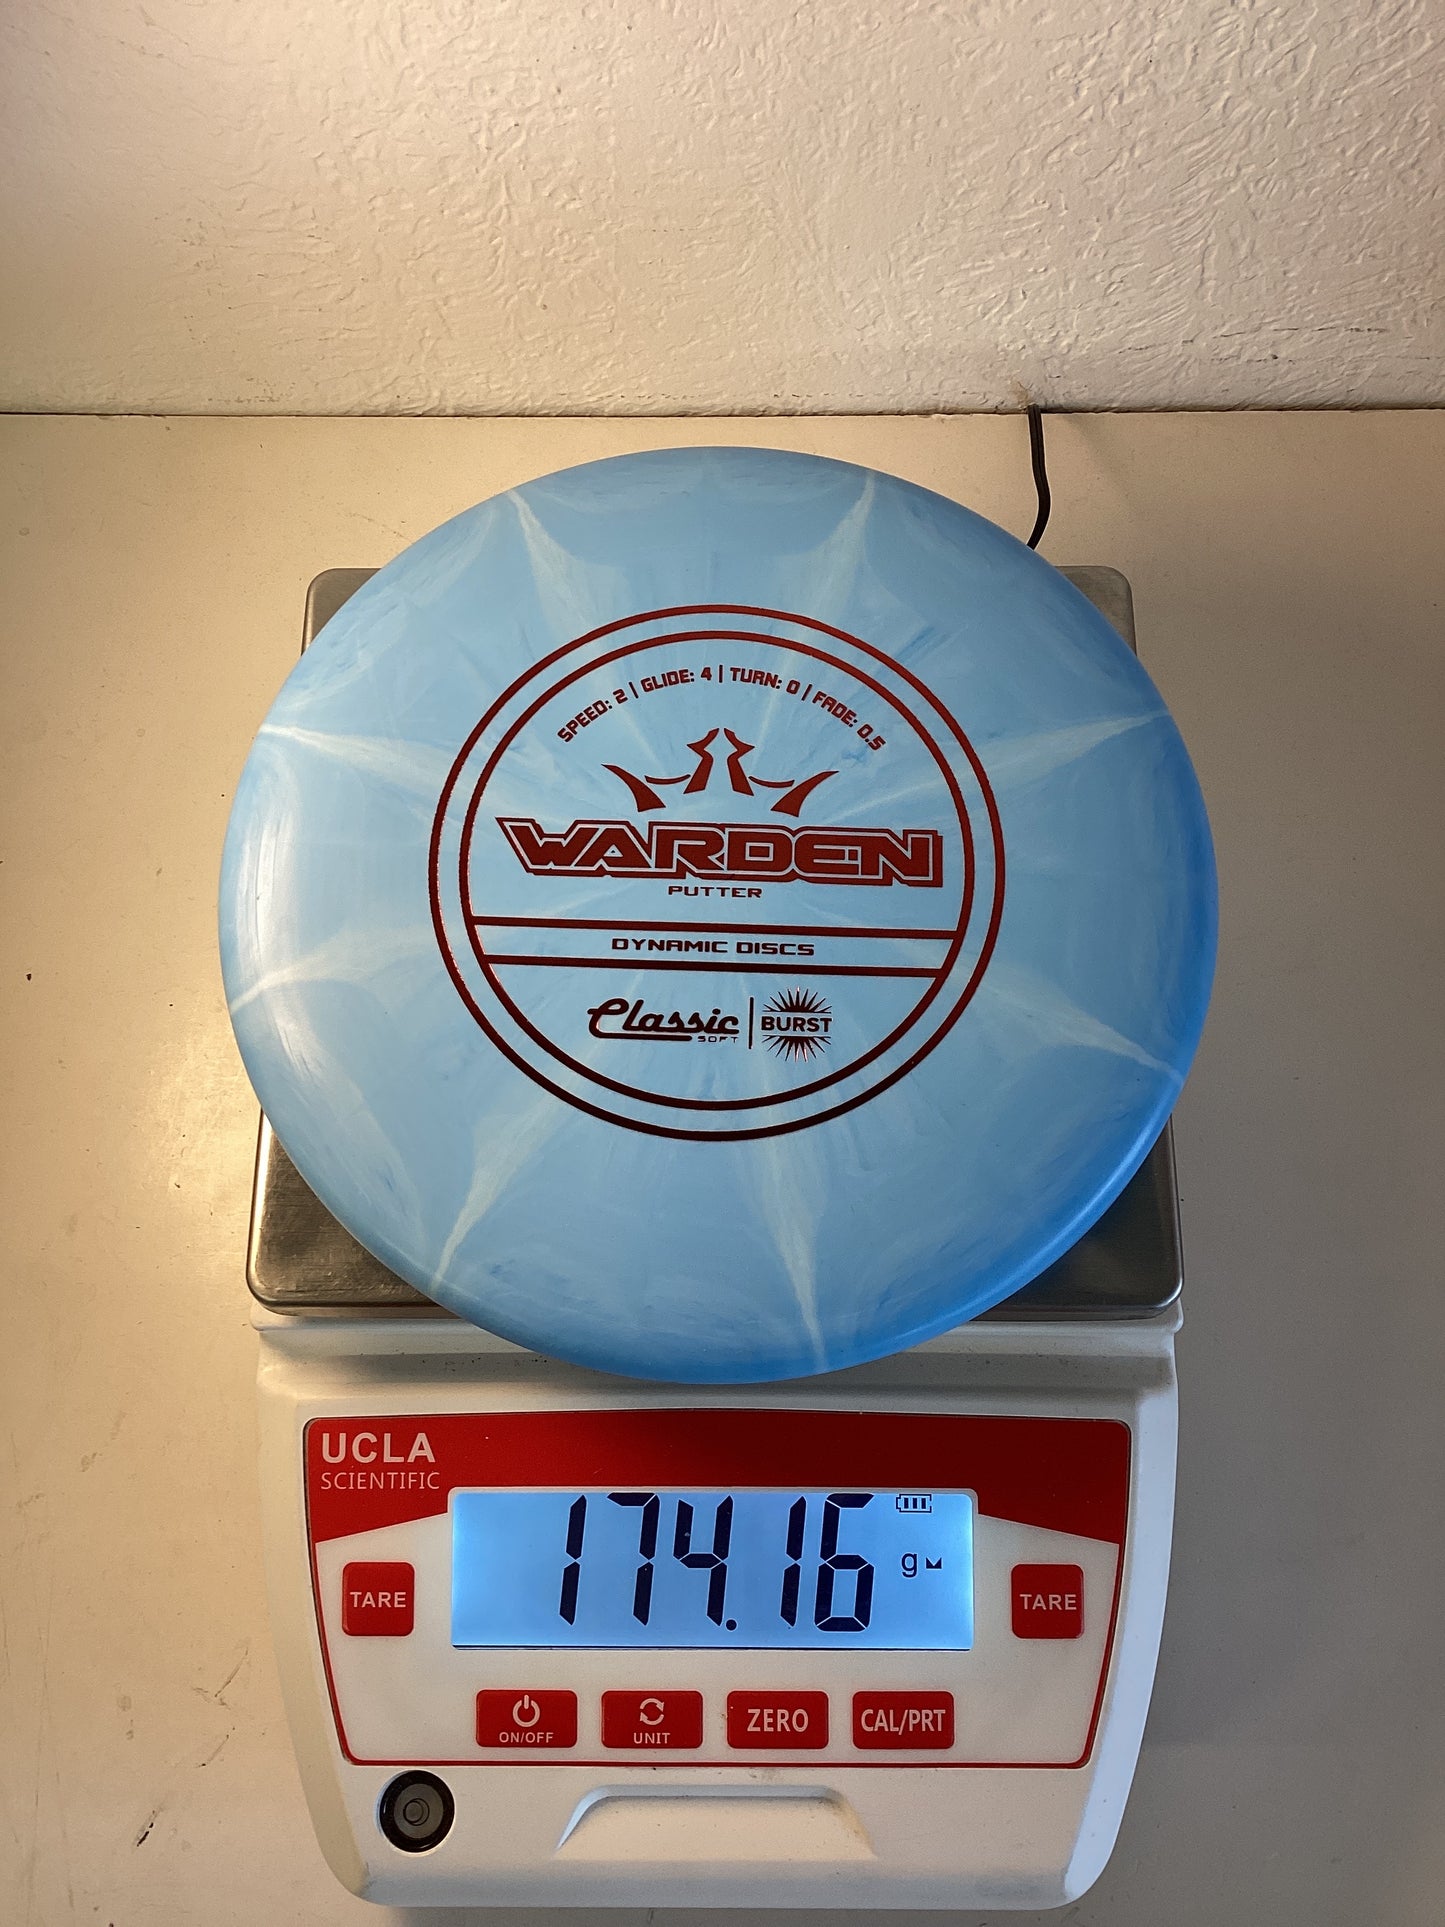 SPEED: 2 | GLIDE: 4 | TURN: 0 | FADE: 0.5
WARDEN
PUTTER
DYNAMIC DISCS
Classic SOFT | BURST
UCLA
SCIENTIFIC
174.16 g
TARE
TARE
ON/OFF
UNIT
ZERO
CAL/PRT